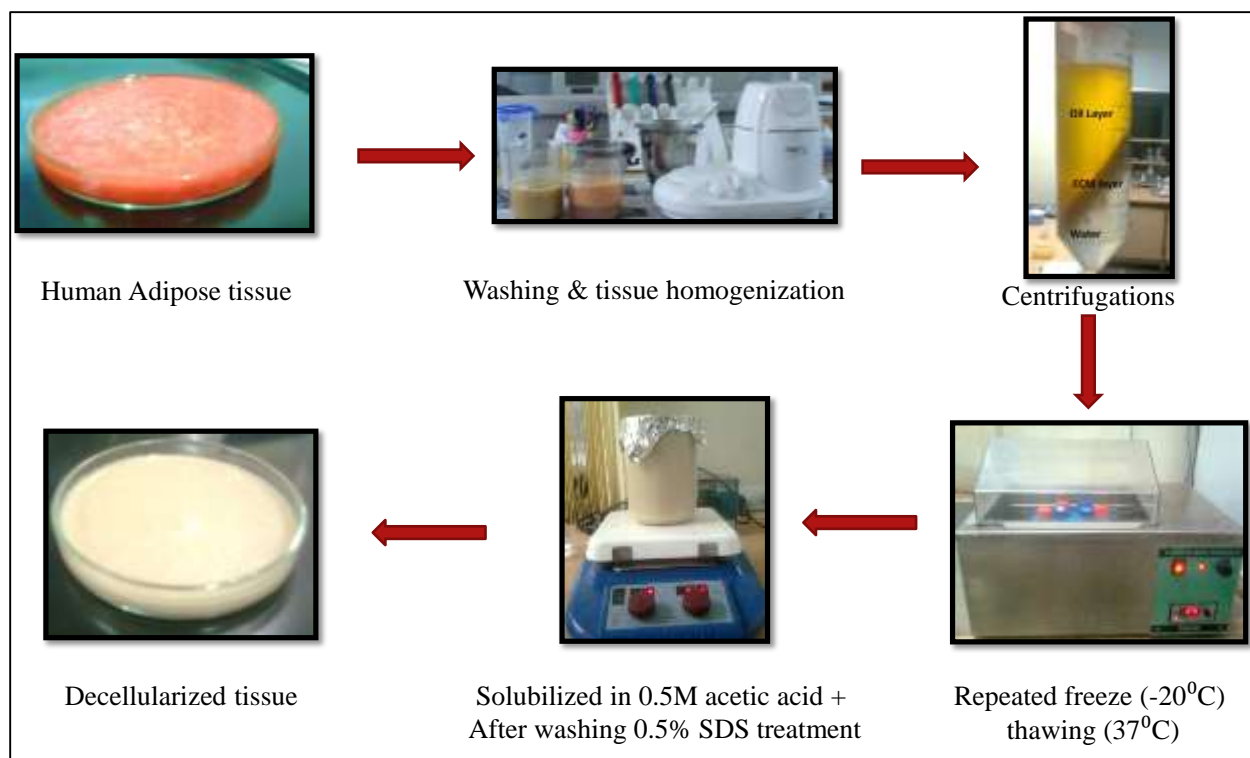 Oil Layer
ECM layer
Water
Human Adipose tissue
Washing & tissue homogenization
Centrifugations
Decellularized tissue
Solubilized in 0.5M acetic acid +
After washing 0.5% SDS treatment
Repeated freeze (-20⁰C)
thawing (37⁰C)